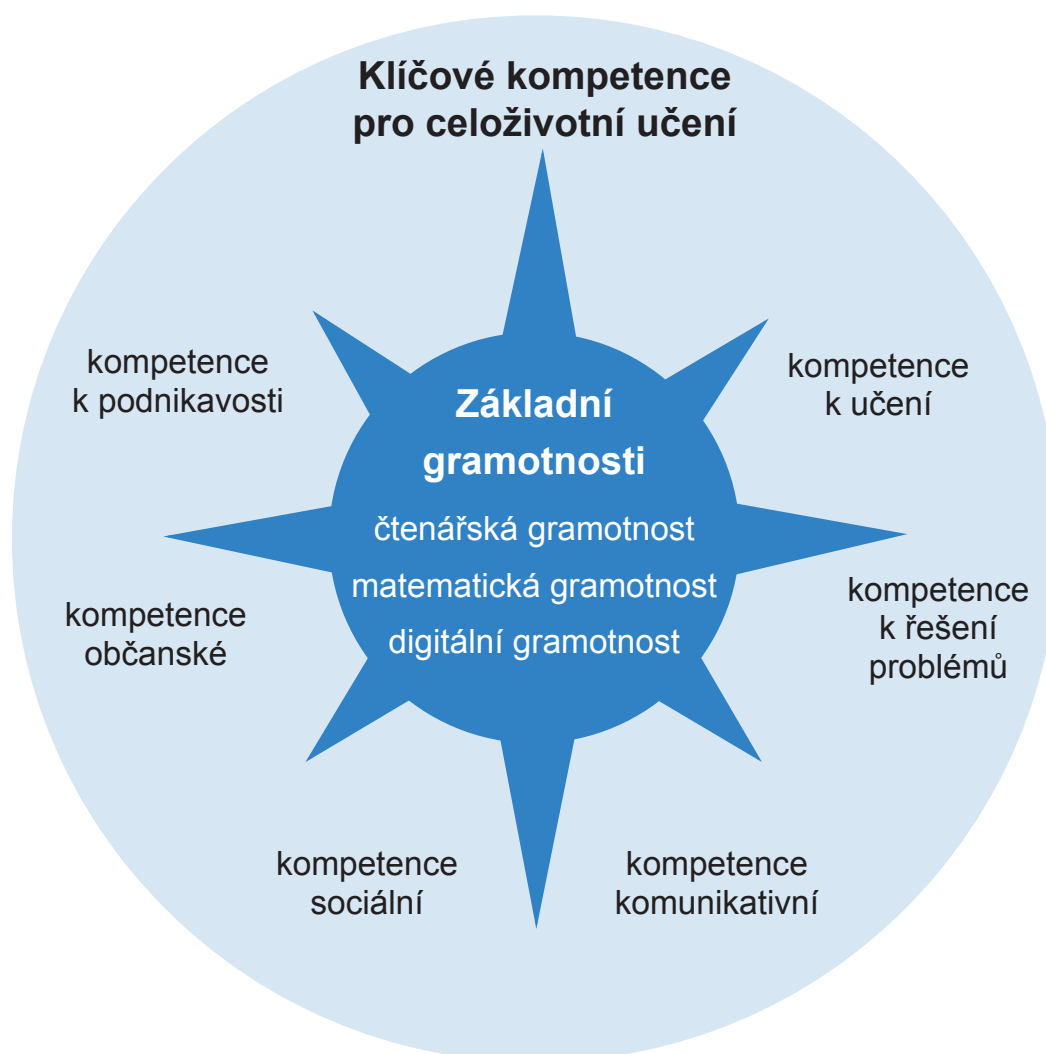 Klíčové kompetence
pro celoživotní učení
kompetence
k podnikavosti
kompetence
k učení
Základní
gramotnosti
čtenářská gramotnost
matematická gramotnost
digitální gramotnost
kompetence
občanské
kompetence
k řešení
problémů
kompetence
sociální
kompetence
komunikativní